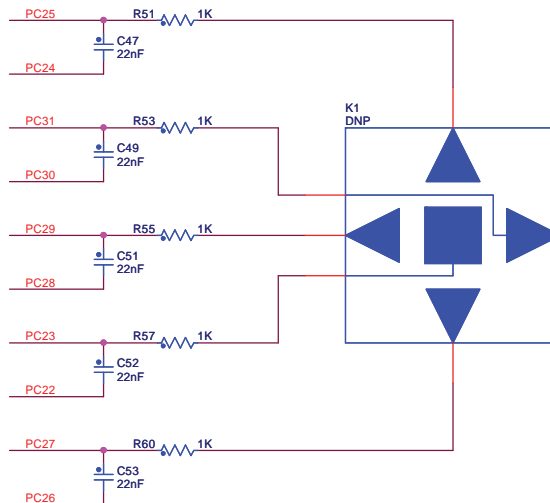 PC25 R51 1K
C47
22nF
PC24
K1
DNP
PC31 R53 1K
C49
22nF
PC30
PC29 R55 1K
C51
22nF
PC28
PC23 R57 1K
C52
22nF
PC22
PC27 R60 1K
C53
22nF
PC26